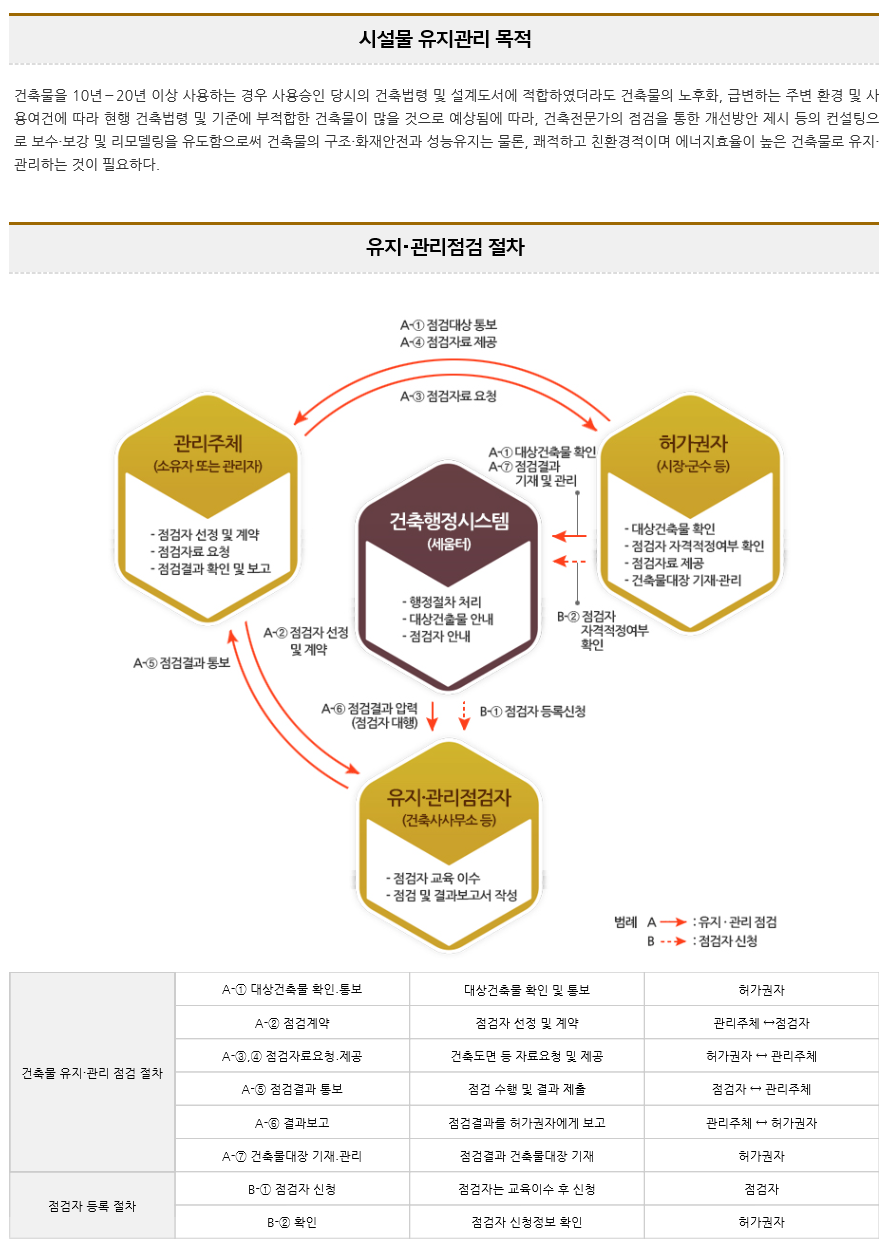 시설물 유지관리 목적
건축물을 10년~20년 이상 사용하는 경우 사용승인 당시의 건축법령 및 설계도서에 적합하였더라도 건축물의 노후화, 급변하는 주변 환경 및 사
용여건에 따라 현행 건축법령 및 기준에 부적합한 건축물이 많을 것으로 예상됨에 따라, 건축전문가의 점검을 통한 개선방안 제시 등의 컨설팅으
로 보수·보강 및 리모델링을 유도함으로써 건축물의 구조·화재안전과 성능유지는 물론, 쾌적하고 친환경적이며 에너지효율이 높은 건축물로 유지·
관리하는 것이 필요하다.
유지·관리점검 절차
A-① 점검대상 통보
A-④ 점검자료 제공
A-③ 점검자료 요청
관리주체
(소유자 또는 관리자)
- 점검자 선정 및 계약
- 점검자료 요청
- 점검결과 확인 및 보고
허가권자
(시장·군수 등)
- 대상건축물 확인
- 점검자 자격적정여부 확인
- 점검자료 제공
- 건축물대장 기재·관리
A-① 대상건축물 확인
A-⑦ 점검결과
기재 및 관리
건축행정시스템
(세움터)
- 행정절차 처리
- 대상건출물 안내
- 점검자 안내
B-② 점검자
자격적정여부
확인
A-② 점검자 선정
및 계약
A-⑤ 점검결과 통보
A-⑥ 점검결과 압력
(점검자 대행)
B-① 점검자 등록신청
유지·관리점검자
(건축사사무소 등)
- 점검자 교육 이수
- 점검 및 결과보고서 작성
범례 A : 유지 · 관리 점검
B : 점검자 신청
건축물 유지·관리 점검 절차
A-① 대상건축물 확인.통보 대상건축물 확인 및 통보 허가권자
A-② 점검계약 점검자 선정 및 계약 관리주체 ↔점검자
A-③,④ 점검자료요청.제공 건축도면 등 자료요청 및 제공 허가권자 ↔ 관리주체
A-⑤ 점검결과 통보 점검 수행 및 결과 제출 점검자 ↔ 관리주체
A-⑥ 결과보고 점검결과를 허가권자에게 보고 관리주체 ↔ 허가권자
A-⑦ 건축물대장 기재.관리 점검결과 건축물대장 기재 허가권자
점검자 등록 절차
B-① 점검자 신청 점검자는 교육이수 후 신청 점검자
B-② 확인 점검자 신청정보 확인 허가권자